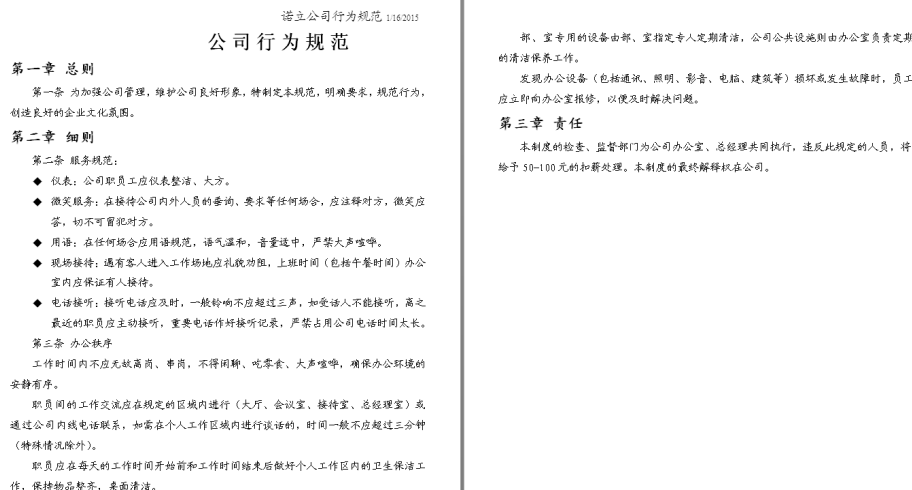 诺立公司行为规范 1/16/2015
公司行为规范
第一章 总则
第一条 为加强公司管理，维护公司良好形象，特制定本规范，明确要求，规范行为，
创造良好的企业文化氛围。
第二章 细则
第二条 服务规范：
◆ 仪表：公司职员工应仪表整洁、大方。
◆ 微笑服务：在接待公司内外人员的垂询、要求等任何场合，应注释对方，微笑应
答，切不可冒犯对方。
◆ 用语：在任何场合应用语规范，语气温和，音量适中，严禁大声喧哗。
◆ 现场接待：遇有客人进入工作场地应礼貌劝阻，上班时间（包括午餐时间）办公
室内应保证有人接待。
◆ 电话接听：接听电话应及时，一般铃响不应超过三声，如受话人不能接听，离之
最近的职员应主动接听，重要电话作好接听记录，严禁占用公司电话时间太长。
第三条 办公秩序
工作时间内不应无故离岗、串岗，不得闲聊、吃零食、大声喧哗，确保办公环境的
安静有序。
职员间的工作交流应在规定的区域内进行（大厅、会议室、接待室、总经理室）或
通过公司内线电话联系，如需在个人工作区域内进行谈话的，时间一般不应超过三分钟
（特殊情况除外）。
职员应在每天的工作时间开始前和工作时间结束后做好个人工作区内的卫生保洁工
作，保持物品整齐，桌面清洁。
部、室专用的设备由部、室指定专人定期清洁，公司公共设施则由办公室负责定期
的清洁保养工作。
发现办公设备（包括通讯、照明、影音、电脑、建筑等）损坏或发生故障时，员工
应立即向办公室报修，以便及时解决问题。
第三章 责任
本制度的检查、监督部门为公司办公室、总经理共同执行，违反此规定的人员，将
给予 50-100 元的扣薪处理。本制度的最终解释权在公司。